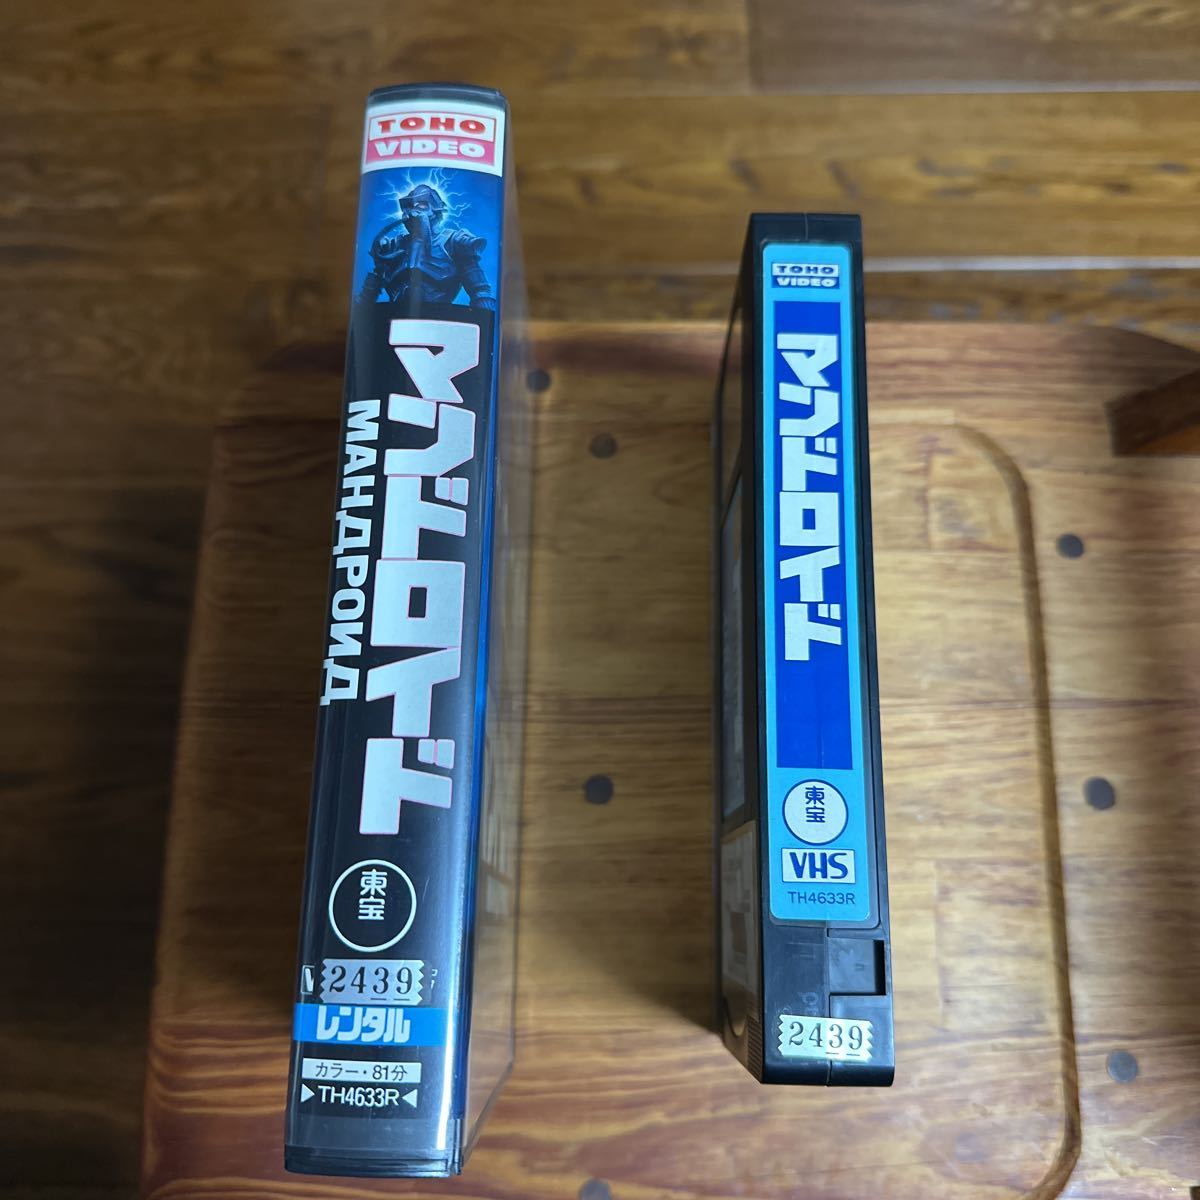 TOHO
VIDEO
マンドロイド
МАНДРОИД
東宝
2439
レンタル
カラー・81分
TH4633R
TOHO
VIDEO
マンドロイド
東宝
VHS
TH4633R
2439